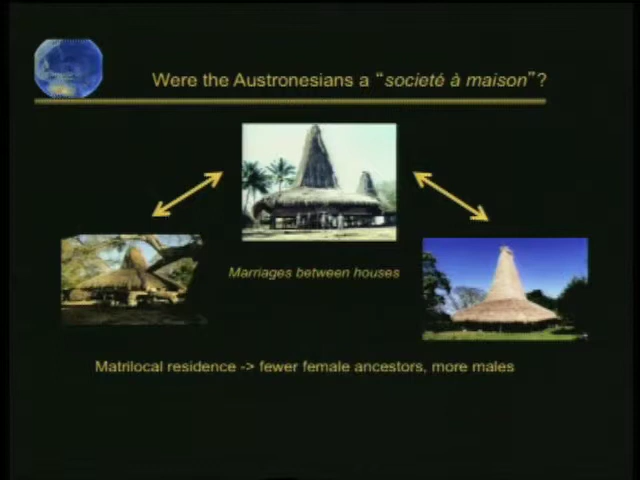 Were the Austronesians a “societé à maison”?
Marriages between houses
Matrilocal residence -> fewer female ancestors, more males